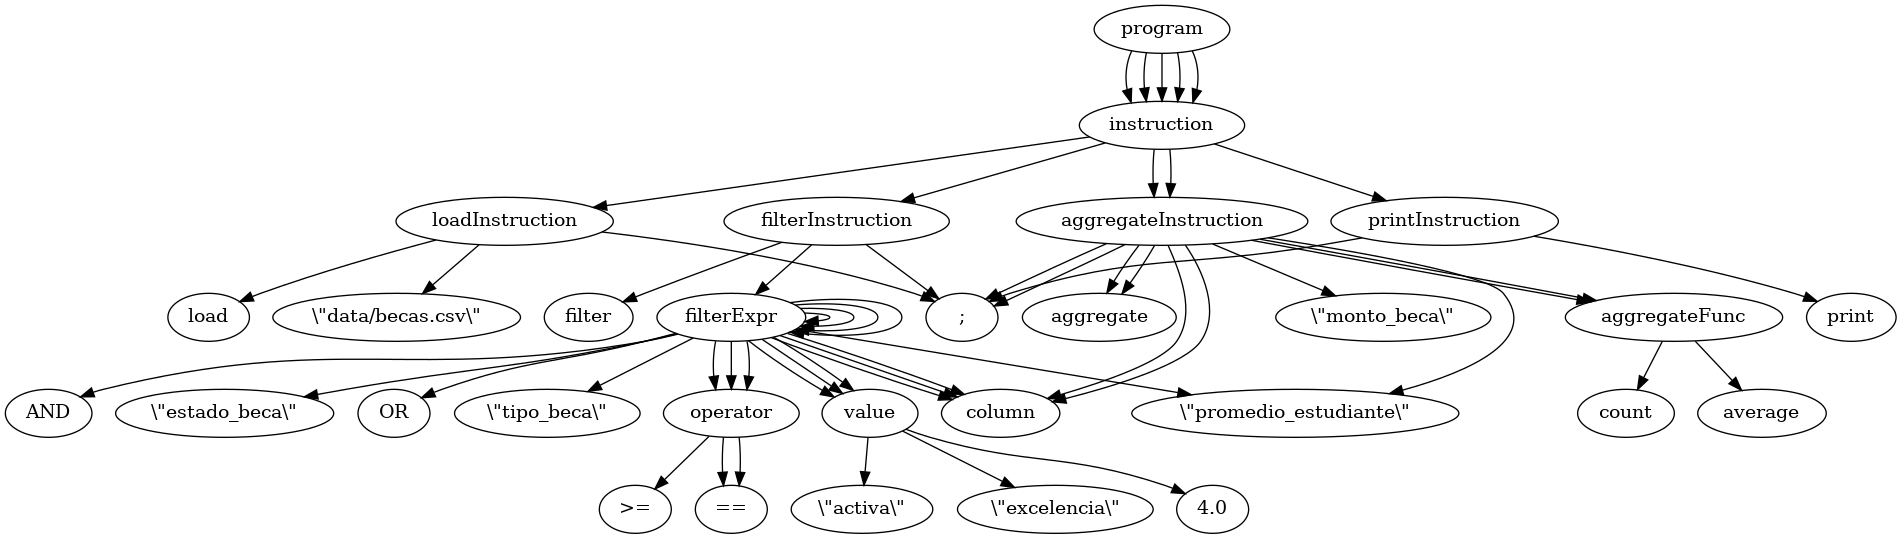 program
instruction
loadInstruction
filterInstruction
aggregateInstruction
printInstruction
load
\"data/becas.csv\"
filter
filterExpr
;
aggregate
\"monto_beca\"
aggregateFunc
print
AND
\"estado_beca\"
OR
\"tipo_beca\"
operator
value
column
\"promedio_estudiante\"
count
average
>=
==
\"activa\"
\"excelencia\"
4.0